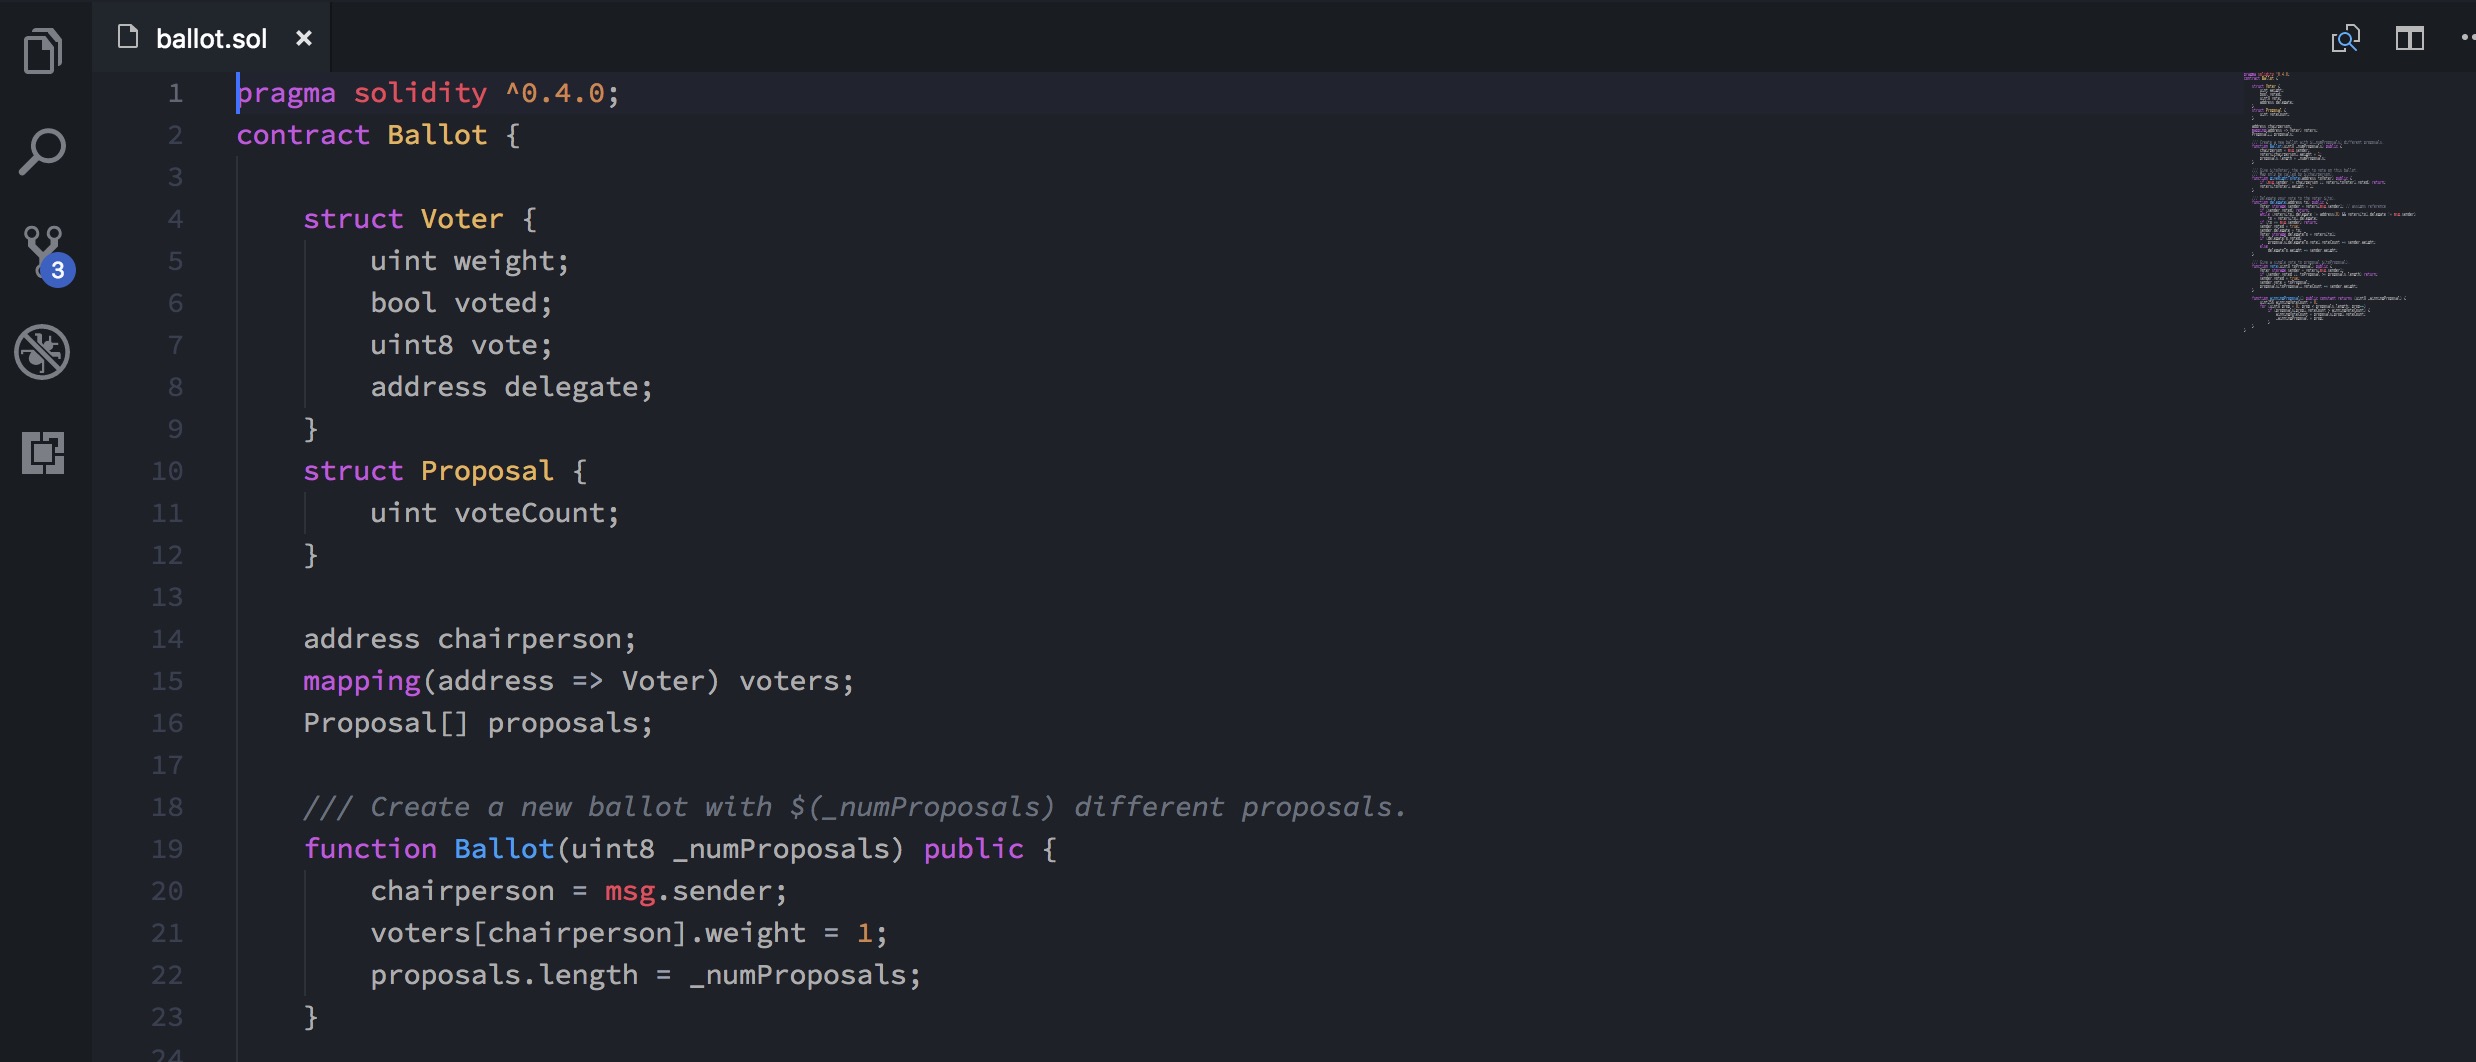 ballot.sol ×
1 pragma solidity ^0.4.0;
2 contract Ballot {
3
4 struct Voter {
5 uint weight;
6 bool voted;
3
7 uint8 vote;
8 address delegate;
9 }
10 struct Proposal {
11 uint voteCount;
12 }
13
14 address chairperson;
15 mapping(address => Voter) voters;
16 Proposal[] proposals;
17
18 /// Create a new ballot with $(_numProposals) different proposals.
19 function Ballot(uint8 _numProposals) public {
20 chairperson = msg.sender;
21 voters[chairperson].weight = 1;
22 proposals.length = _numProposals;
23 }
24